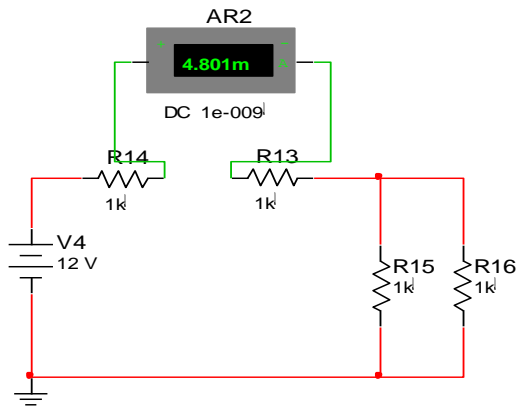 AR2
+ -
4.801m A
DC 1e-009
R14 R13
1k 1k
V4
12 V
R15 R16
1k 1k